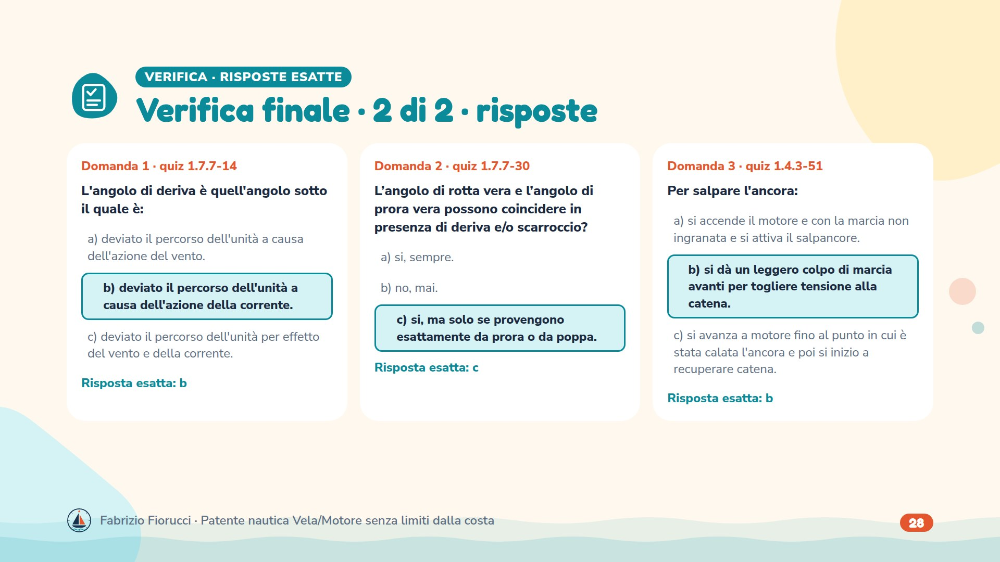 VERIFICA · RISPOSTE ESATTE
Verifica finale · 2 di 2 · risposte
Domanda 1 · quiz 1.7.7-14
L'angolo di deriva è quell'angolo sotto
il quale è:
a) deviato il percorso dell'unità a causa
dell'azione del vento.
b) deviato il percorso dell'unità a
causa dell'azione della corrente.
c) deviato il percorso dell'unità per effetto
del vento e della corrente.
Risposta esatta: b
Domanda 2 · quiz 1.7.7-30
L’angolo di rotta vera e l’angolo di
prora vera possono coincidere in
presenza di deriva e/o scarroccio?
a) si, sempre.
b) no, mai.
c) si, ma solo se provengono
esattamente da prora o da poppa.
Risposta esatta: c
Domanda 3 · quiz 1.4.3-51
Per salpare l'ancora:
a) si accende il motore e con la marcia non
ingranata e si attiva il salpancore.
b) si dà un leggero colpo di marcia
avanti per togliere tensione alla
catena.
c) si avanza a motore fino al punto in cui è
stata calata l'ancora e poi si inizio a
recuperare catena.
Risposta esatta: b
Fabrizio Fiorucci · Patente nautica Vela/Motore senza limiti dalla costa
28